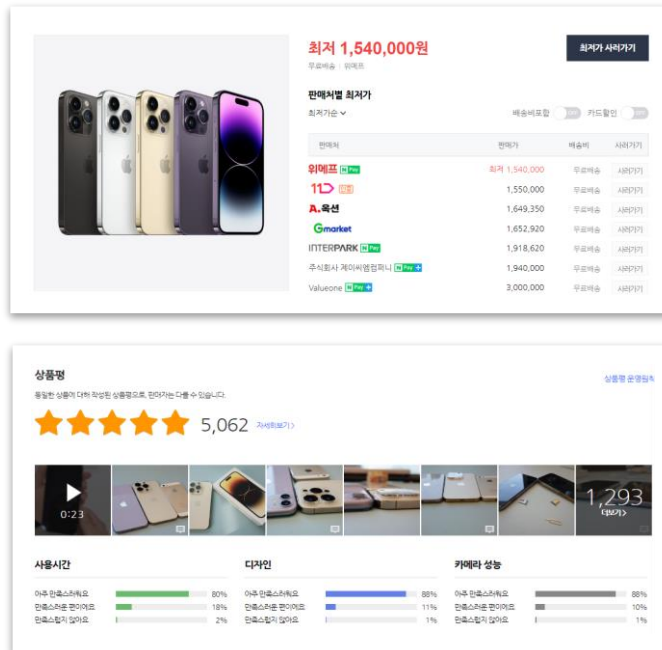 최저 1,540,000원
최저가 사러가기
무료배송 | 위메프
판매처별 최저가
최저가순
배송비포함 OFF 카드할인 OFF
판매처 판매가 배송비 사러가기
위메프 N Pay 최저 1,540,000 무료배송 사러가기
11 1,550,000 무료배송 사러가기
A.옥션 1,649,350 무료배송 사러가기
Gmarket 1,652,920 무료배송 사러가기
INTERPARK N Pay 1,918,620 무료배송 사러가기
주식회사 제이씨엠컴퍼니 N Pay + 1,940,000 무료배송 사러가기
Valueone N Pay + 3,000,000 무료배송 사러가기
상품평
상품평 운영원칙
동일한 상품에 대해 작성된 상품평으로, 판매자는 다를 수 있습니다.
5,062 자세히보기 >
0:23
1,293
더보기 >
사용시간 디자인 카메라 성능
아주 만족스러워요 80% 아주 만족스러워요 88% 아주 만족스러워요 88%
만족스러운 편이에요 18% 만족스러운 편이에요 11% 만족스러운 편이에요 10%
만족스럽지 않아요 2% 만족스럽지 않아요 1% 만족스럽지 않아요 1%